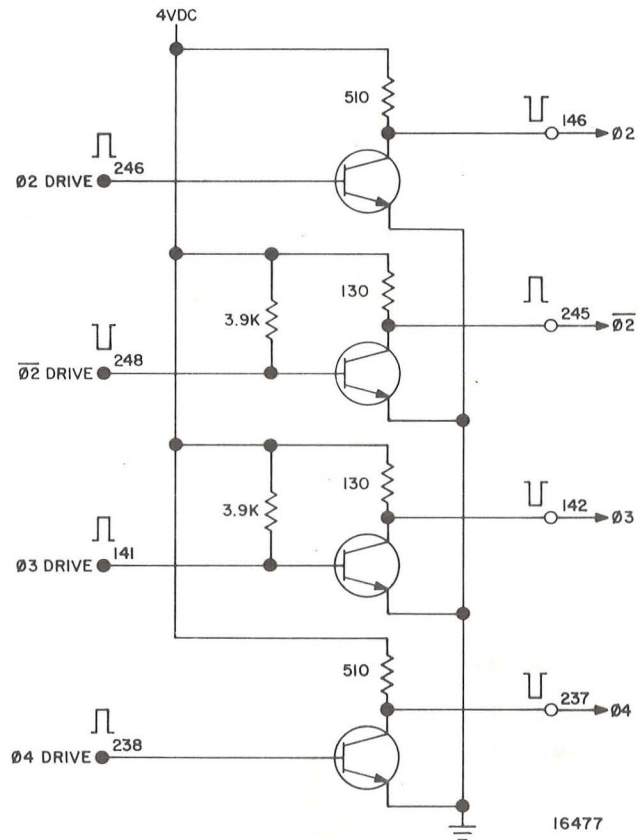 4VDC
510
146
Ø2
246
Ø2 DRIVE
130
245
Ø2̅
3.9K
248
Ø2̅ DRIVE
130
142
Ø3
3.9K
141
Ø3 DRIVE
510
237
Ø4
238
Ø4 DRIVE
16477